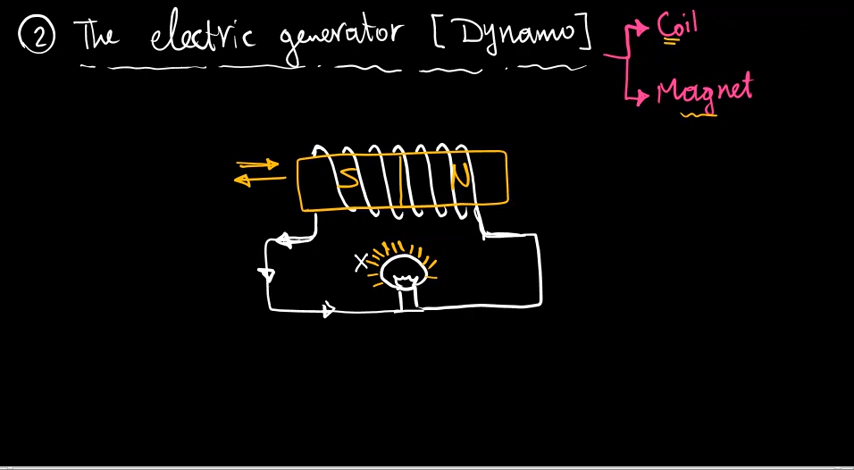 ② The electric generator [Dynamo]
Coil
Magnet
S N
X